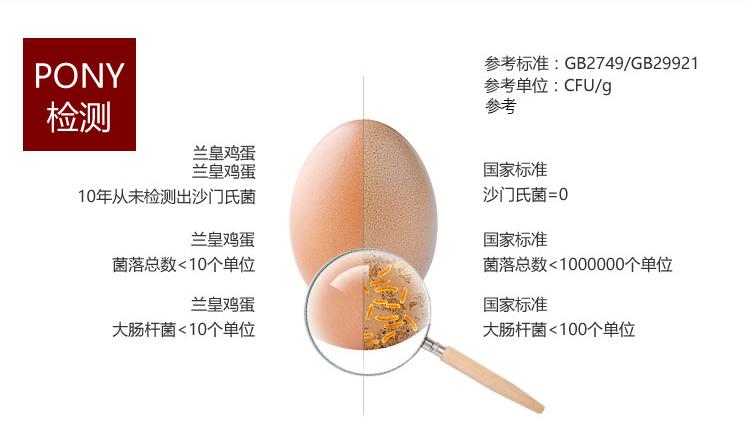 PONY
检测
参考标准：GB2749/GB29921
参考单位：CFU/g
参考
兰皇鸡蛋
兰皇鸡蛋
10年从未检测出沙门氏菌
国家标准
沙门氏菌=0
兰皇鸡蛋
菌落总数<10个单位
国家标准
菌落总数<1000000个单位
兰皇鸡蛋
大肠杆菌<10个单位
国家标准
大肠杆菌<100个单位